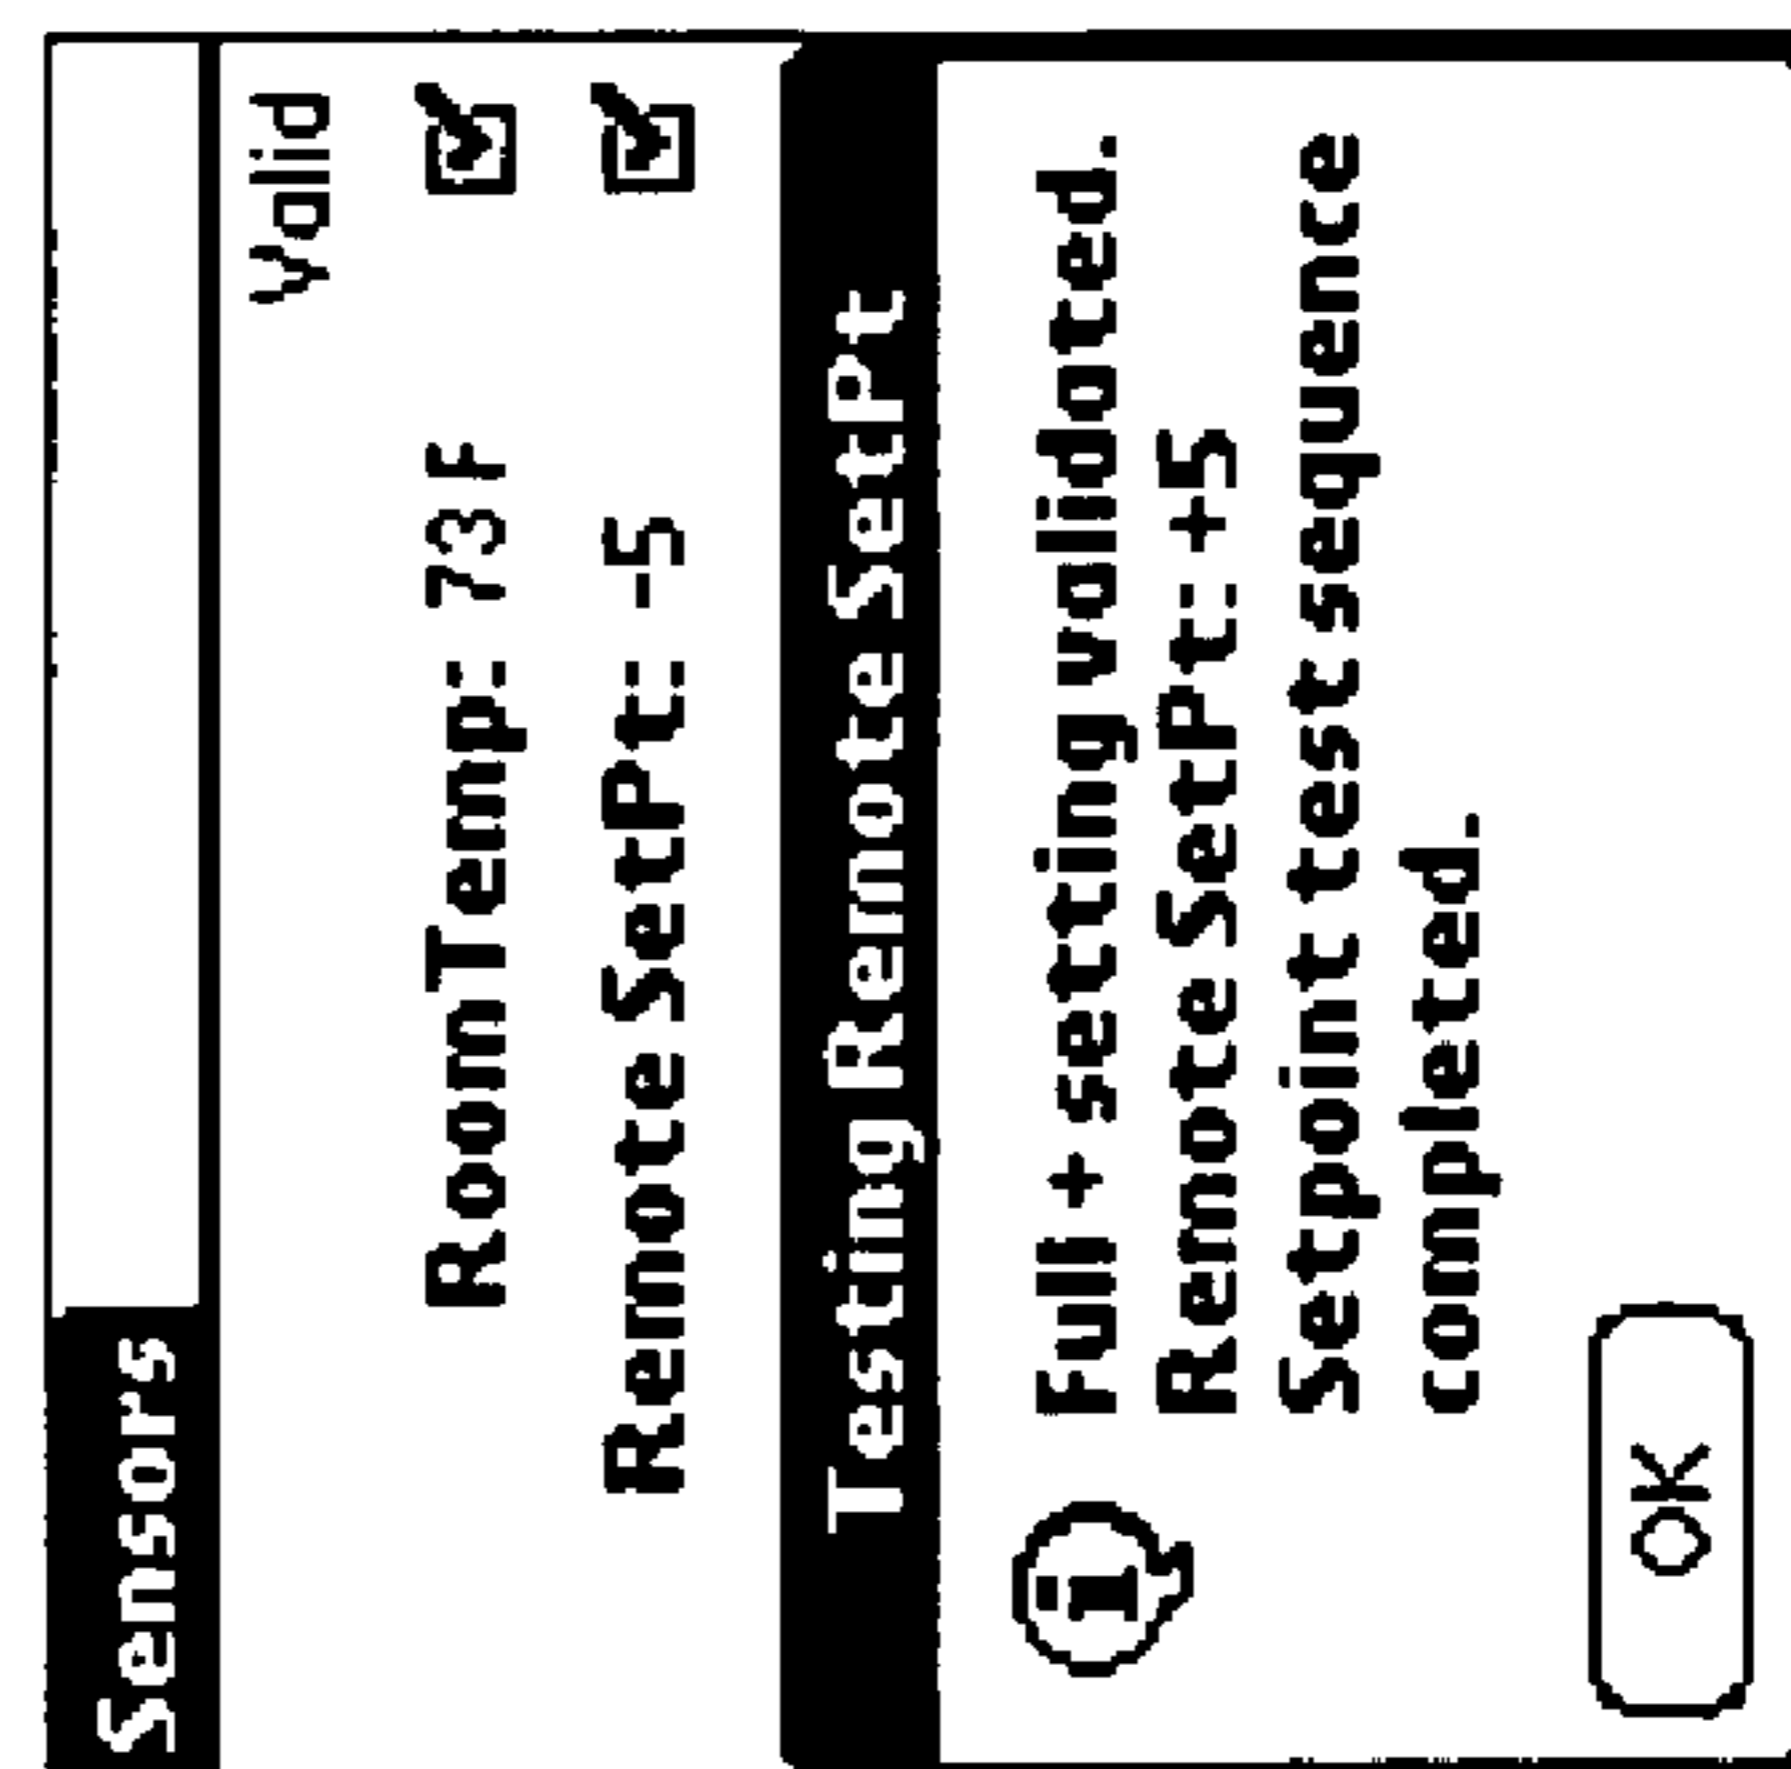 Sensors
Valid
Room Temp: 73 F
Remote SetPt: -5
Testing Remote SetPt
i
Full + setting validated.
Remote SetPt: +5
Setpoint test sequence
completed.
OK